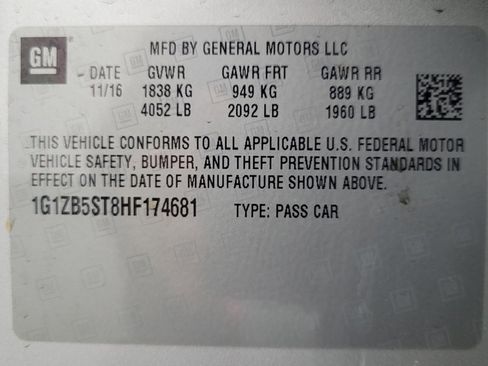 GM
MFD BY GENERAL MOTORS LLC
DATE GVWR GAWR FRT GAWR RR
11/16 1838 KG 949 KG 889 KG
4052 LB 2092 LB 1960 LB
THIS VEHICLE CONFORMS TO ALL APPLICABLE U.S. FEDERAL MOTOR
VEHICLE SAFETY, BUMPER, AND THEFT PREVENTION STANDARDS IN
EFFECT ON THE DATE OF MANUFACTURE SHOWN ABOVE.
1G1ZB5ST8HF174681 TYPE: PASS CAR